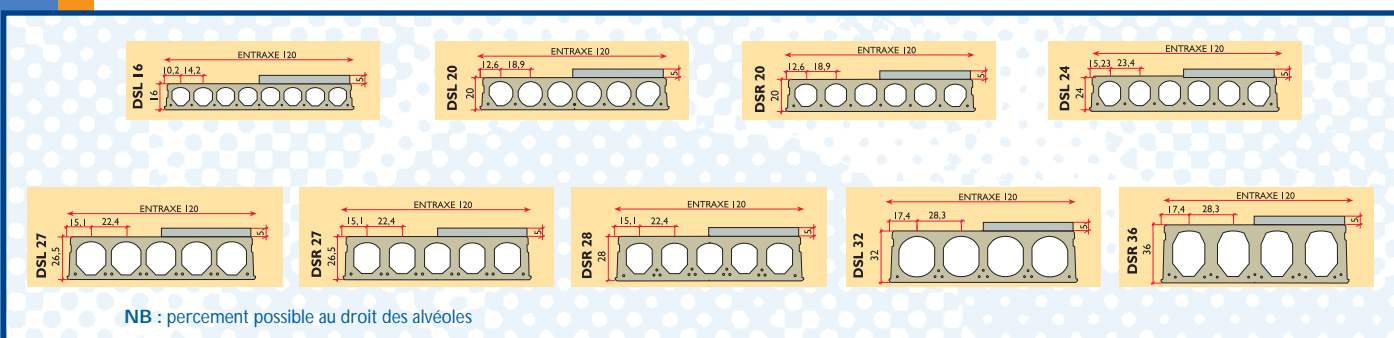 DSL 16
ENTRAXE 120
10,2 14,2
16
5
DSL 20
ENTRAXE 120
12,6 18,9
20
5
DSR 20
ENTRAXE 120
12,6 18,9
20
5
DSL 24
ENTRAXE 120
15,23 23,4
24
5
DSL 27
ENTRAXE 120
15,1 22,4
26,5
5
DSR 27
ENTRAXE 120
15,1 22,4
26,5
5
DSR 28
ENTRAXE 120
15,1 22,4
28
5
DSL 32
ENTRAXE 120
17,4 28,3
32
5
DSR 36
ENTRAXE 120
17,4 28,3
36
5
NB : percement possible au droit des alvéoles